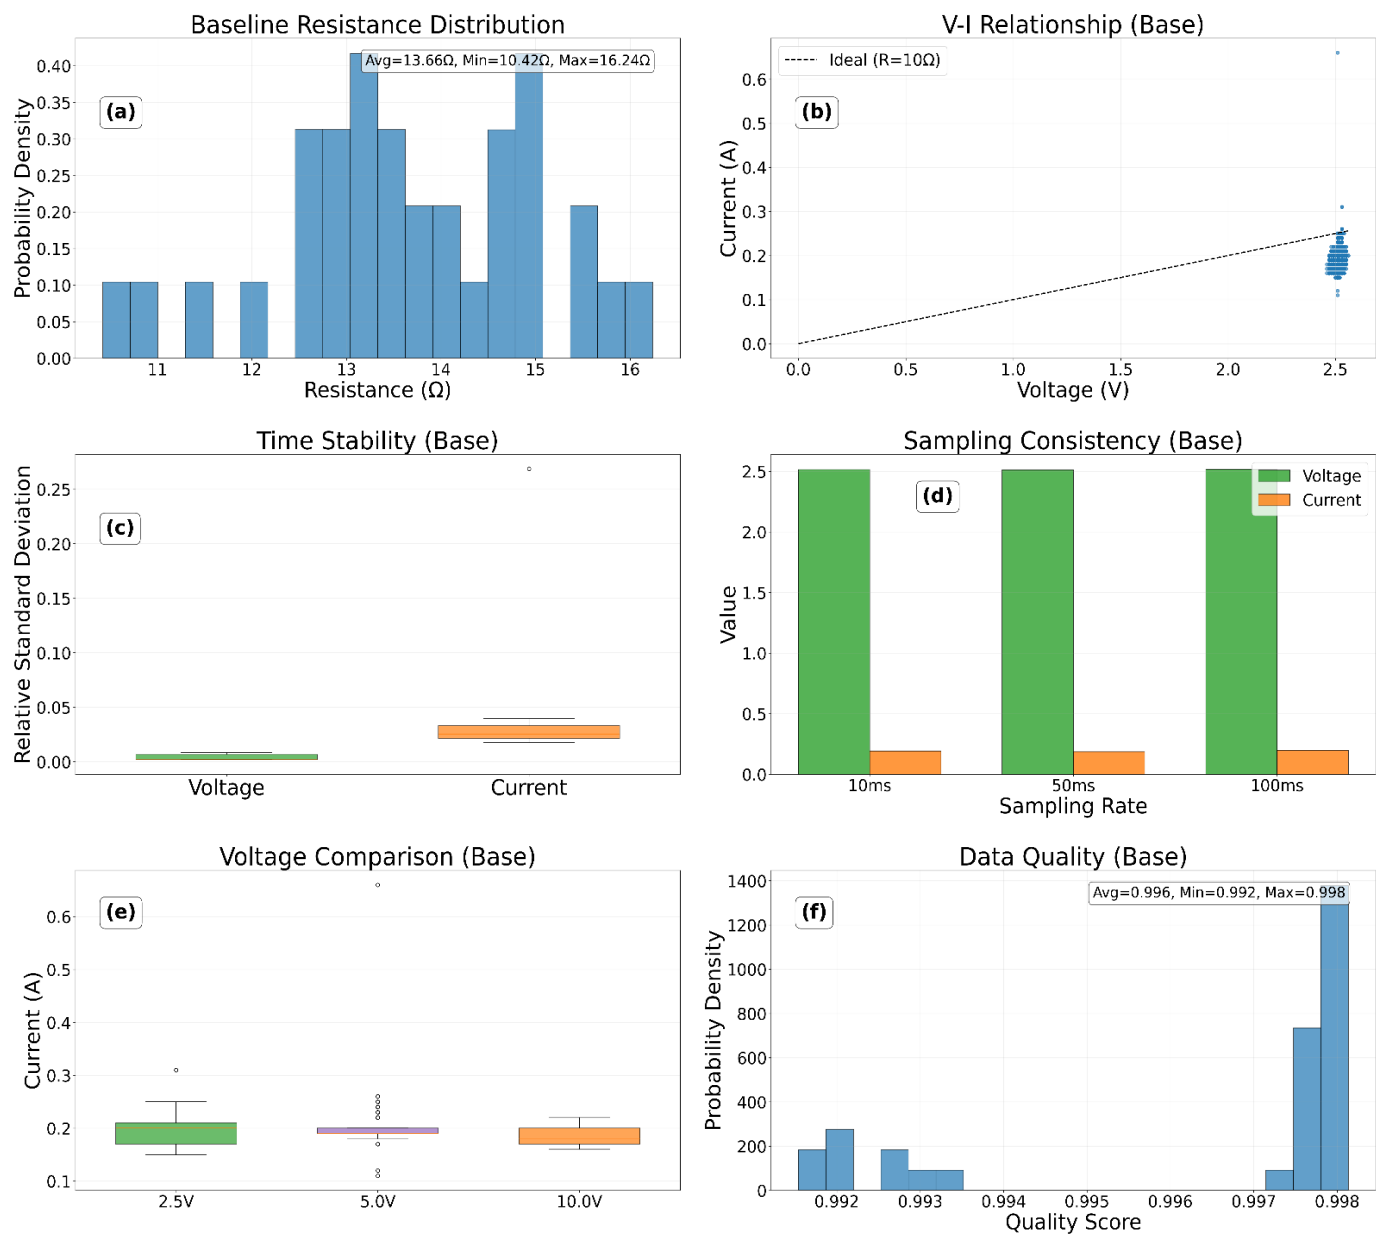 Baseline Resistance Distribution
Avg=13.66Ω, Min=10.42Ω, Max=16.24Ω
(a)
Probability Density
0.40
0.35
0.30
0.25
0.20
0.15
0.10
0.05
0.00
11 12 13 14 15 16
Resistance (Ω)
V-I Relationship (Base)
Ideal (R=10Ω)
(b)
Current (A)
0.6
0.5
0.4
0.3
0.2
0.1
0.0
0.0 0.5 1.0 1.5 2.0 2.5
Voltage (V)
Time Stability (Base)
(c)
Relative Standard Deviation
0.25
0.20
0.15
0.10
0.05
0.00
Voltage Current
Sampling Consistency (Base)
Voltage
Current
(d)
Value
2.5
2.0
1.5
1.0
0.5
0.0
10ms 50ms 100ms
Sampling Rate
Voltage Comparison (Base)
(e)
Current (A)
0.6
0.5
0.4
0.3
0.2
0.1
2.5V 5.0V 10.0V
Data Quality (Base)
Avg=0.996, Min=0.992, Max=0.998
(f)
Probability Density
1400
1200
1000
800
600
400
200
0
0.992 0.993 0.994 0.995 0.996 0.997 0.998
Quality Score